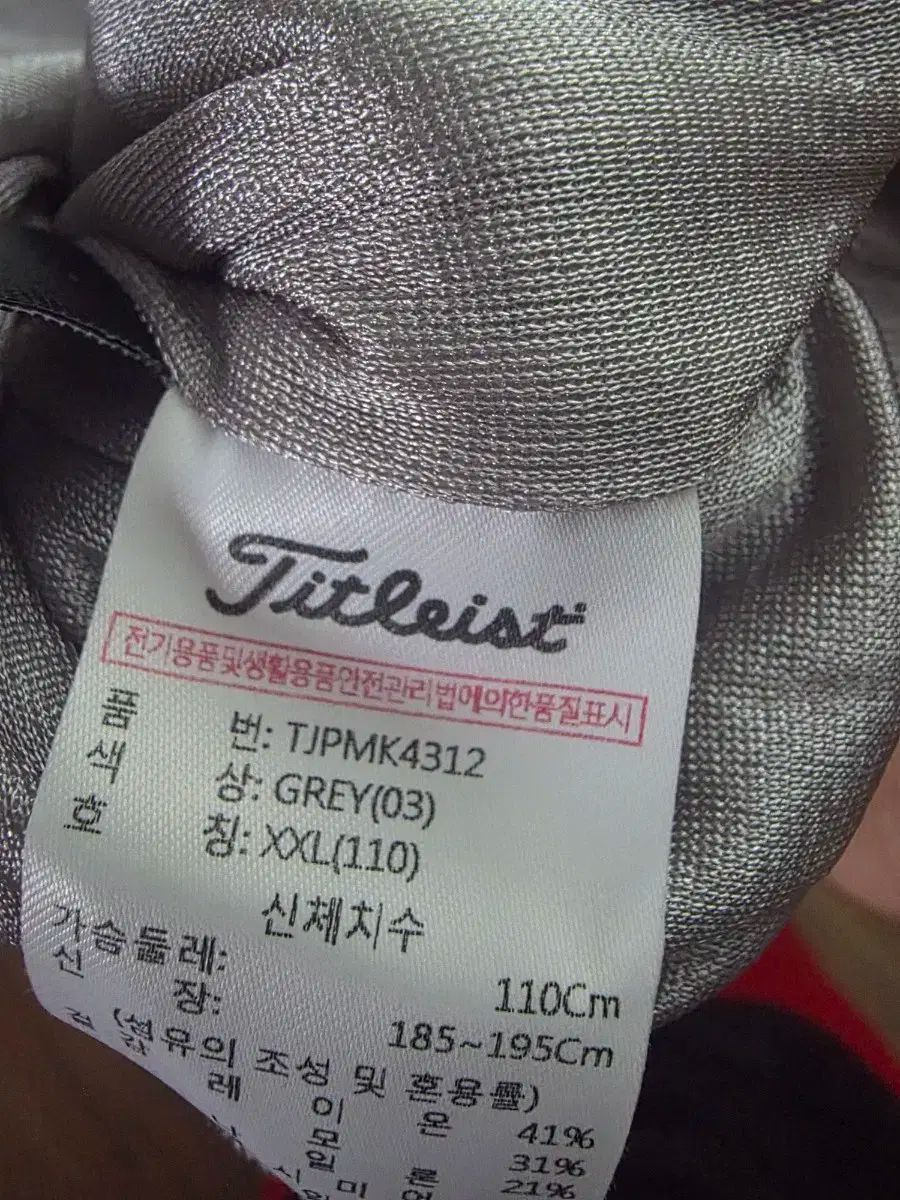 Titleist
전기용품및생활용품안전관리법에의한품질표시
품 번: TJPMK4312
색 상: GREY(03)
호 칭: XXL(110)
신체치수
가슴둘레: 110Cm
신 장: 185~195Cm
(섬유의 조성 및 혼용률)
레 이 온 41%
모 31%
21%